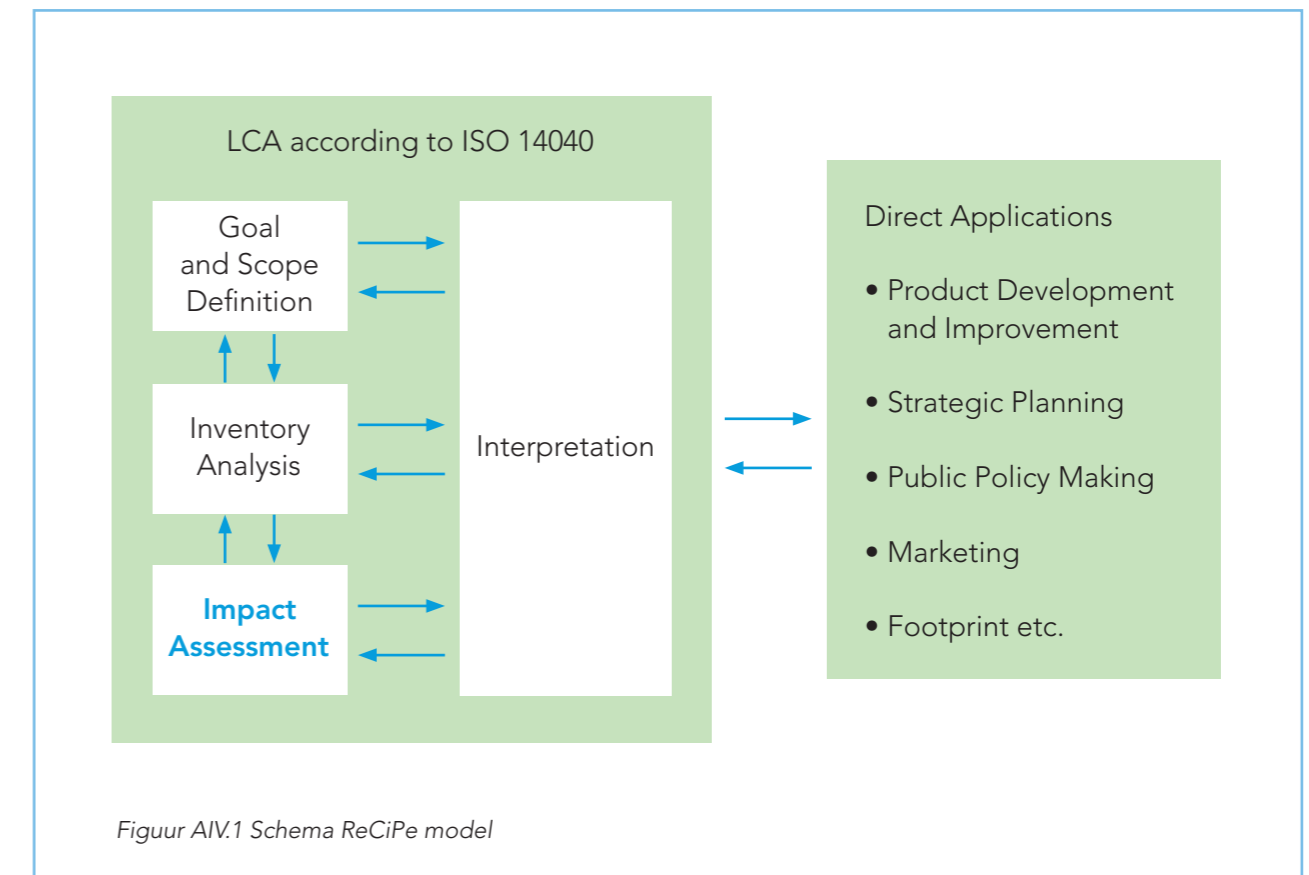 LCA according to ISO 14040
Goal
and Scope
Definition
Inventory
Analysis
Impact
Assessment
Interpretation
Direct Applications
• Product Development
and Improvement
• Strategic Planning
• Public Policy Making
• Marketing
• Footprint etc.
Figuur AIV.1 Schema ReCiPe model